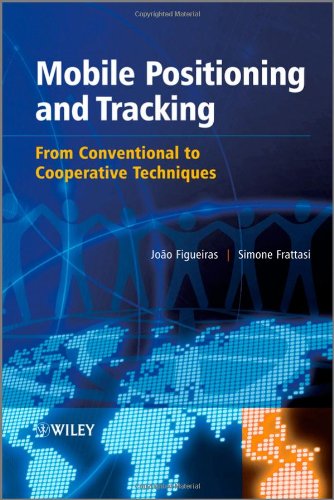 Mobile Positioning
and Tracking
From Conventional to
Cooperative Techniques
João Figueiras | Simone Frattasi
WILEY